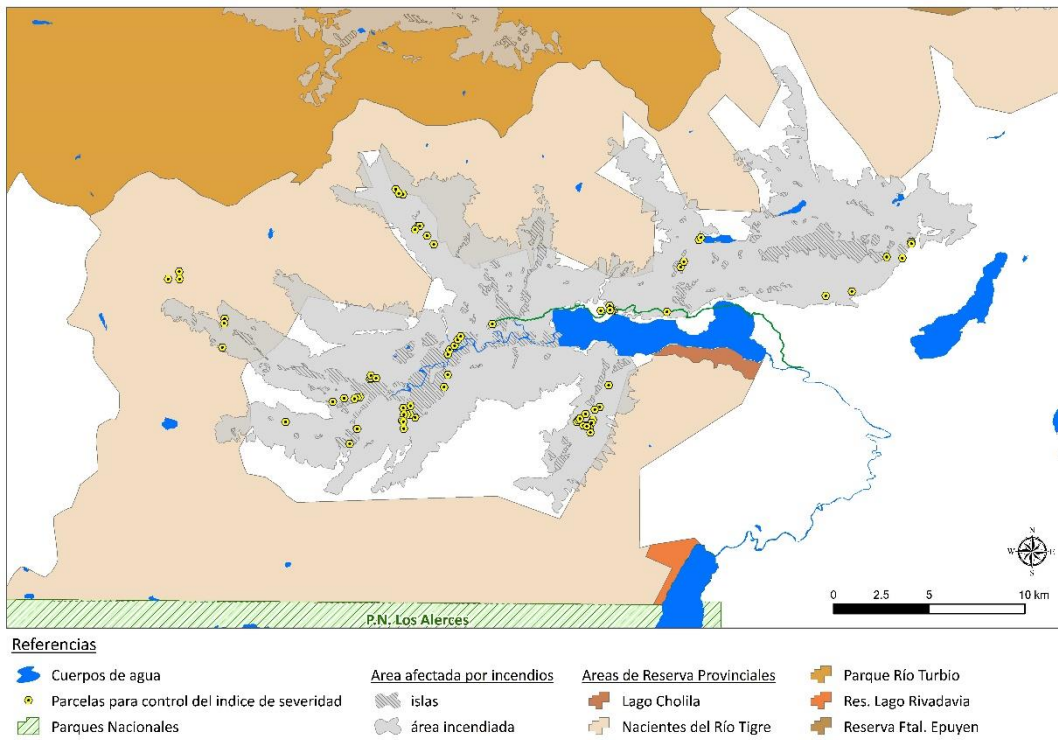 N
W E
S
0 2.5 5 10 km
P.N. Los Alerces
Referencias
Cuerpos de agua
Parcelas para control del indice de severidad
Parques Nacionales
Area afectada por incendios
islas
área incendiada
Areas de Reserva Provinciales
Lago Cholila
Nacientes del Río Tigre
Parque Río Turbio
Res. Lago Rivadavia
Reserva Ftal. Epuyen